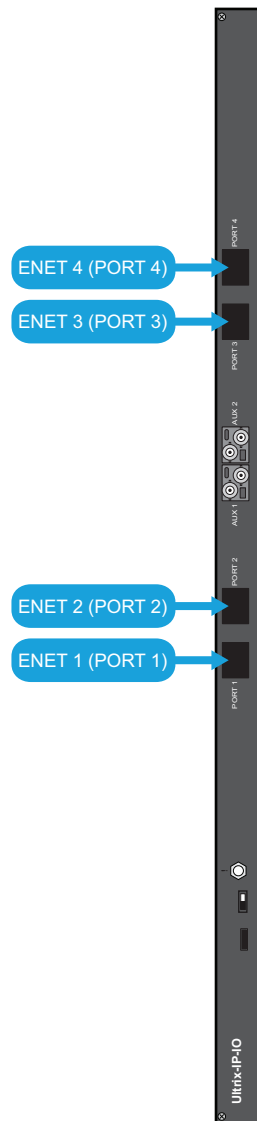 PORT 4
ENET 4 (PORT 4)
ENET 3 (PORT 3)
PORT 3
AUX 2
AUX 1
PORT 2
ENET 2 (PORT 2)
ENET 1 (PORT 1)
PORT 1
Ultrix-IP-IO